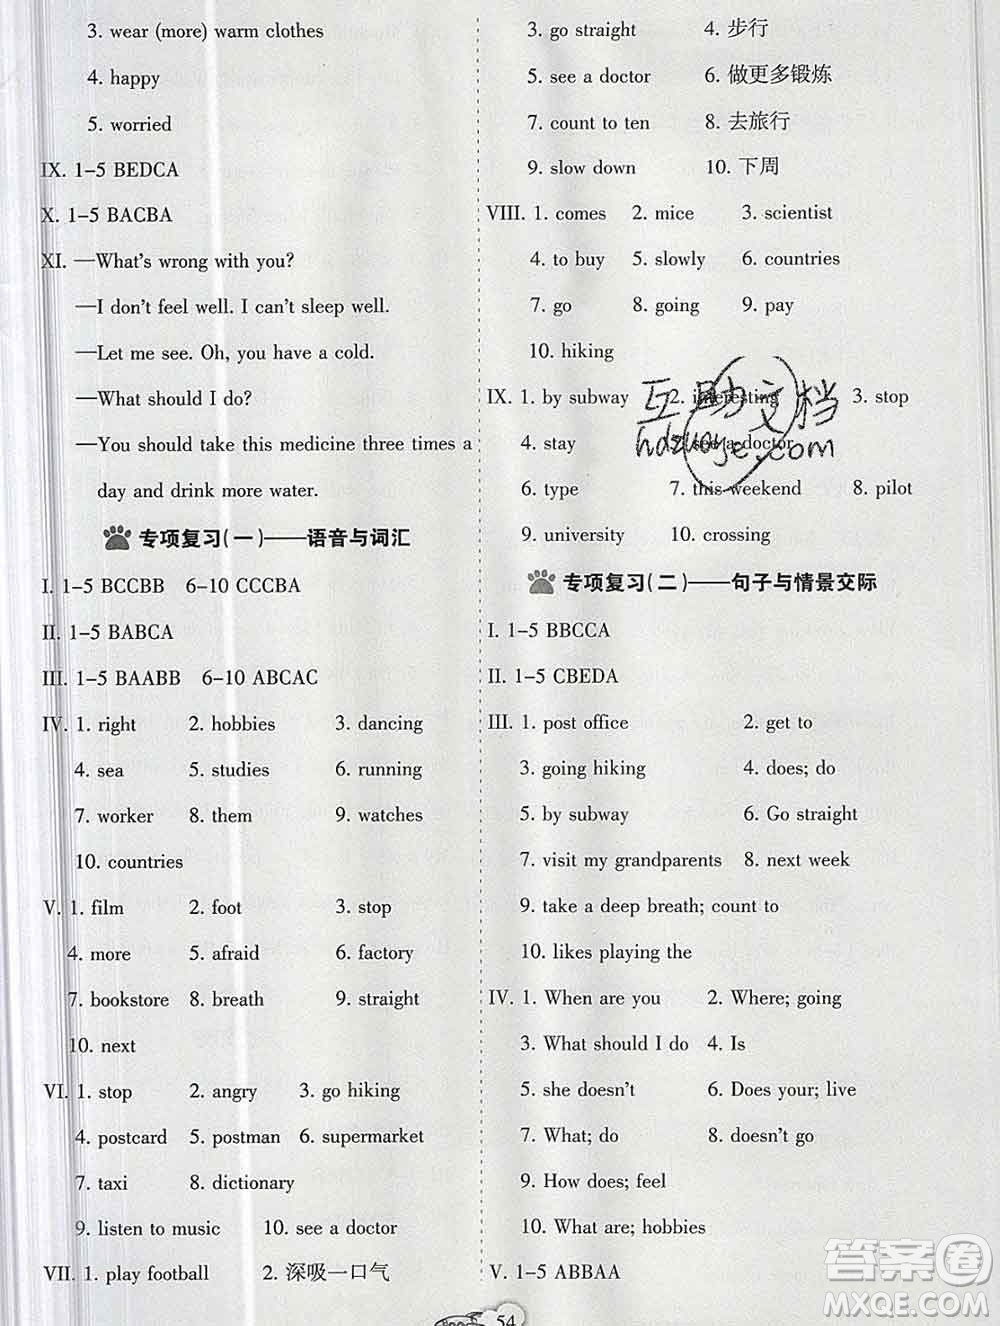 3. wear (more) warm clothes
4. happy
5. worried
IX. 1-5 BEDCA
X. 1-5 BACBA
XI. —What's wrong with you?
—I don't feel well. I can't sleep well.
—Let me see. Oh, you have a cold.
—What should I do?
—You should take this medicine three times a
day and drink more water.
专项复习(一)——语音与词汇
I. 1-5 BCCBB 6-10 CCCBA
II. 1-5 BABCA
III. 1-5 BAABB 6-10 ABCAC
IV. 1. right 2. hobbies 3. dancing
4. sea 5. studies 6. running
7. worker 8. them 9. watches
10. countries
V. 1. film 2. foot 3. stop
4. more 5. afraid 6. factory
7. bookstore 8. breath 9. straight
10. next
VI. 1. stop 2. angry 3. go hiking
4. postcard 5. postman 6. supermarket
7. taxi 8. dictionary
9. listen to music 10. see a doctor
VII. 1. play football 2. 深吸一口气
3. go straight 4. 步行
5. see a doctor 6. 做更多锻炼
7. count to ten 8. 去旅行
9. slow down 10. 下周
VIII. 1. comes 2. mice 3. scientist
4. to buy 5. slowly 6. countries
7. go 8. going 9. pay
10. hiking
IX. 1. by subway 2. interesting 3. stop
4. stay 5. see a doctor
6. type 7. this weekend 8. pilot
9. university 10. crossing
互助文档
hdzuoye.com
专项复习(二)——句子与情景交际
I. 1-5 BBCCA
II. 1-5 CBEDA
III. 1. post office 2. get to
3. going hiking 4. does; do
5. by subway 6. Go straight
7. visit my grandparents 8. next week
9. take a deep breath; count to
10. likes playing the
IV. 1. When are you 2. Where; going
3. What should I do 4. Is
5. she doesn't 6. Does your; live
7. What; do 8. doesn't go
9. How does; feel
10. What are; hobbies
V. 1-5 ABBAA
54
答案圈
MXQE.COM